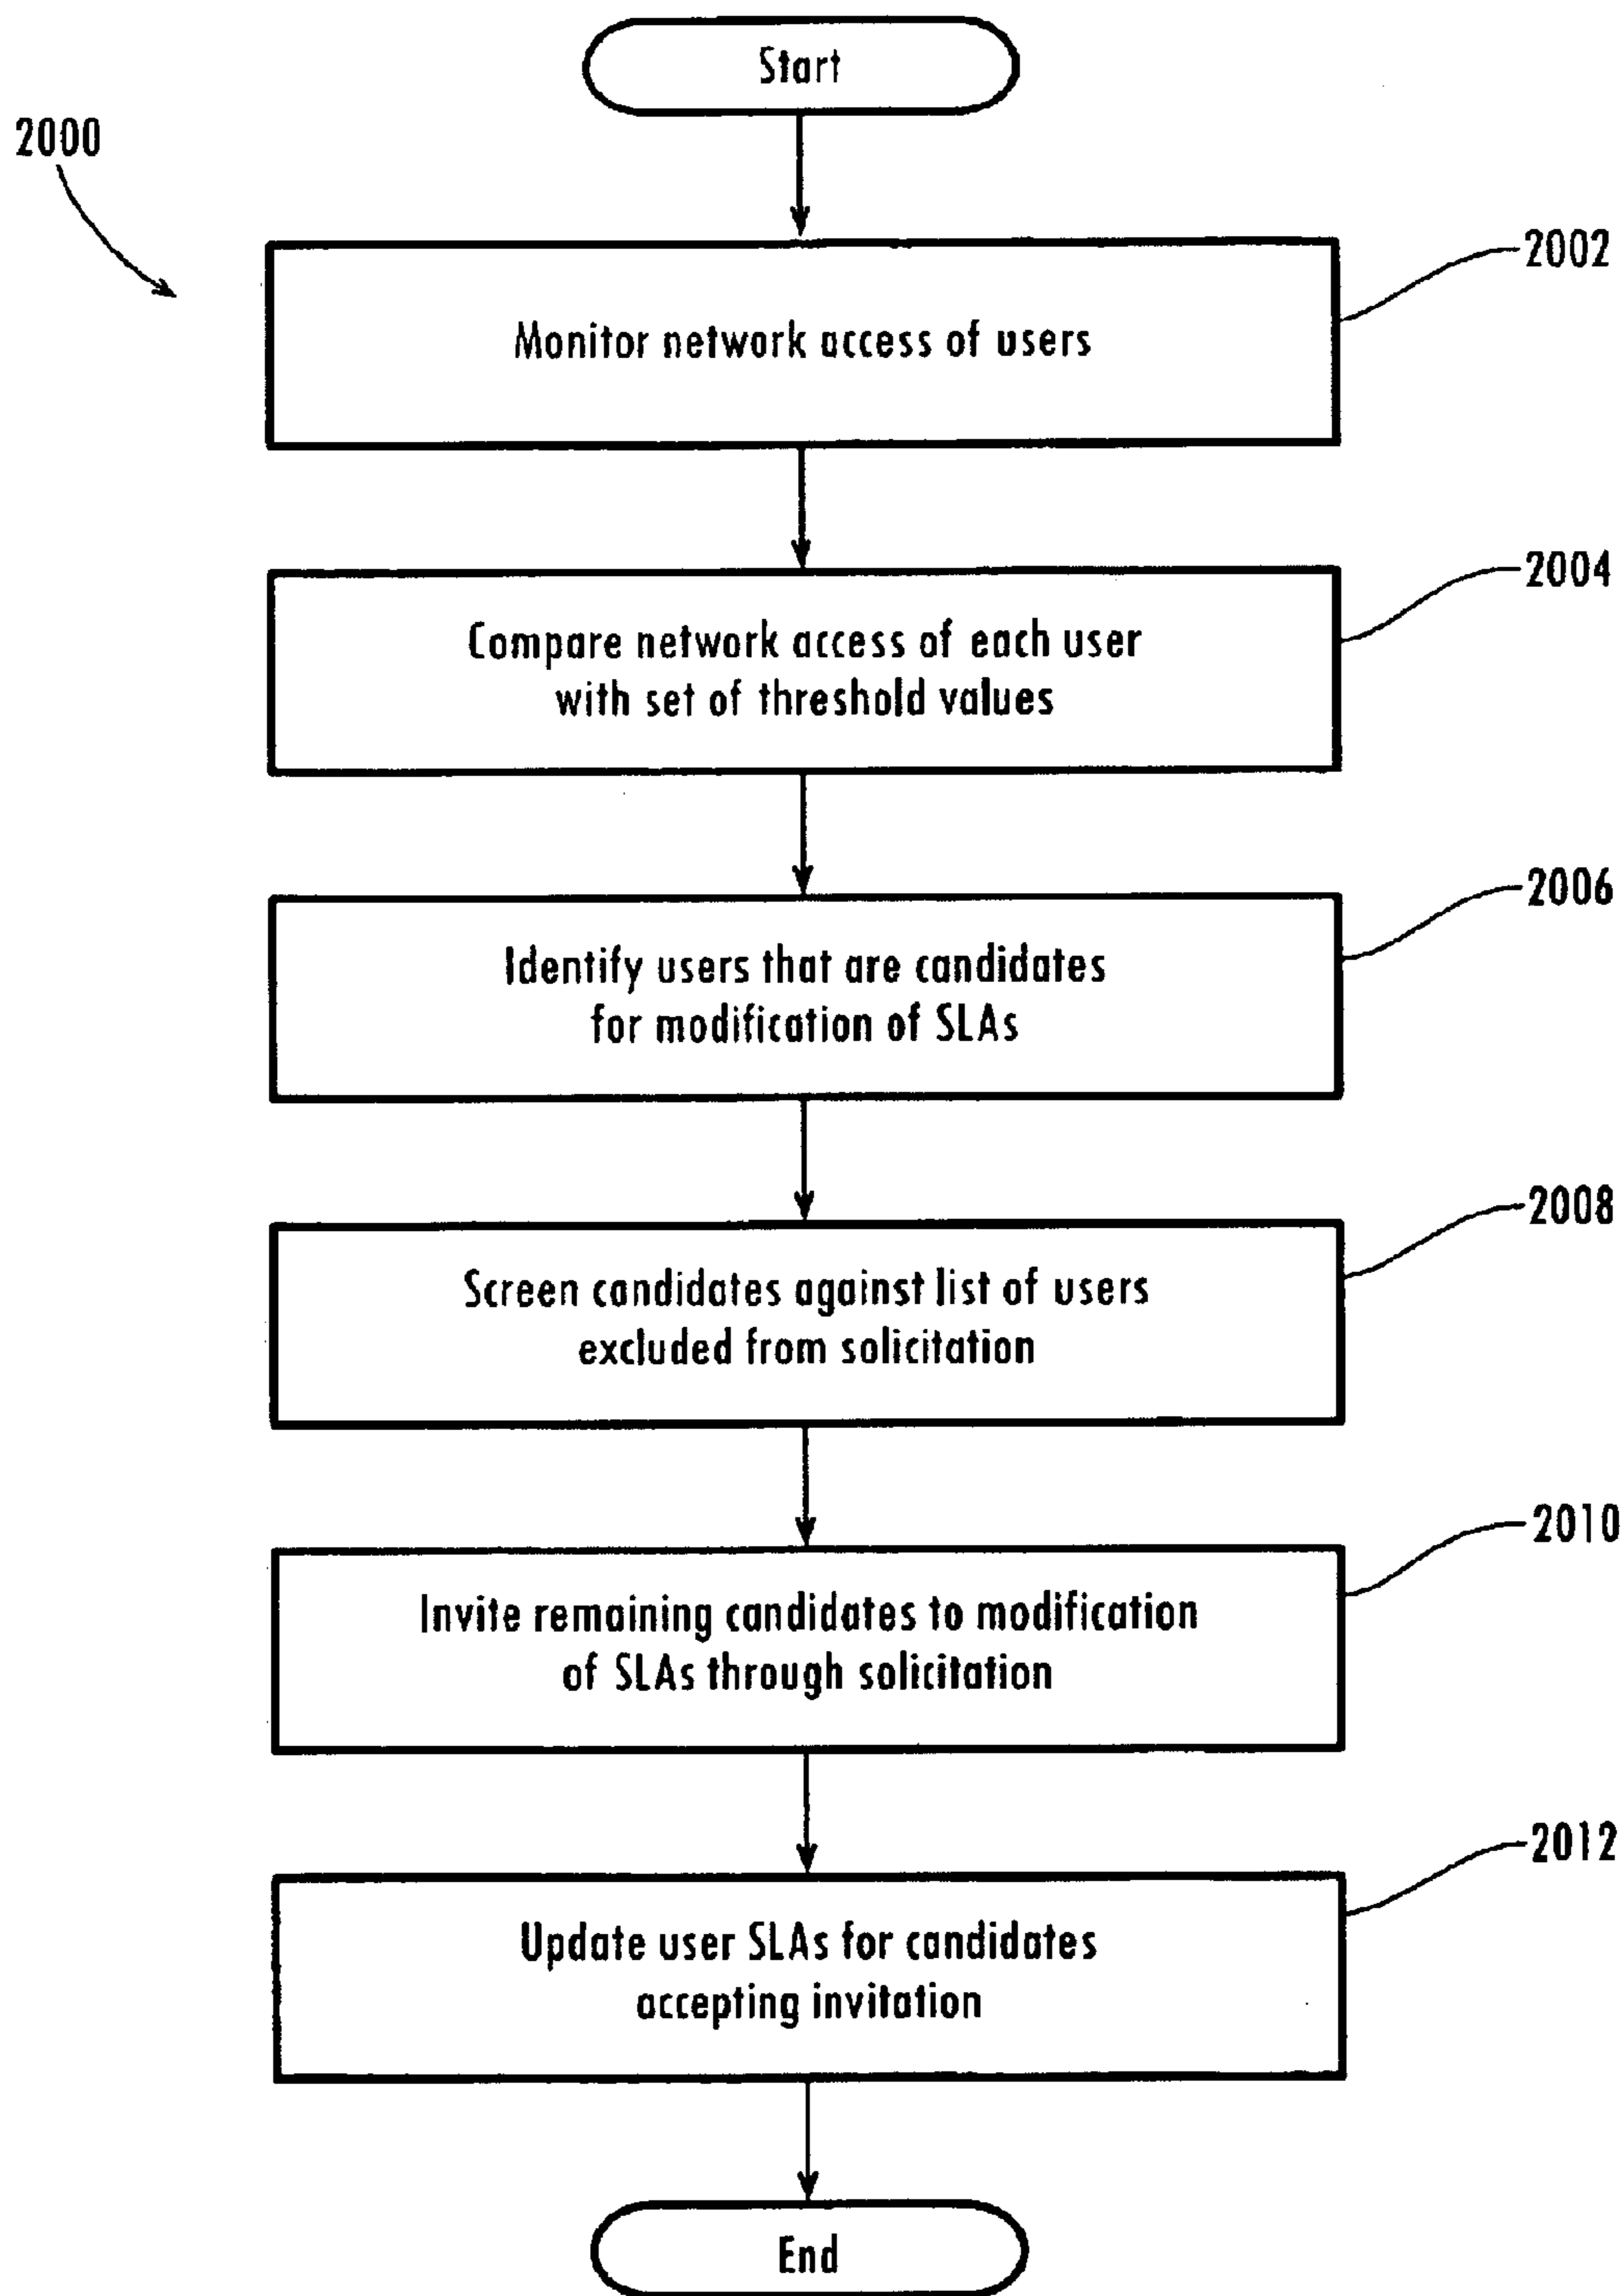 Start
2000
2002
Monitor network access of users
2004
Compare network access of each user
with set of threshold values
2006
Identify users that are candidates
for modification of SLAs
2008
Screen candidates against list of users
excluded from solicitation
2010
Invite remaining candidates to modification
of SLAs through solicitation
2012
Update user SLAs for candidates
accepting invitation
End